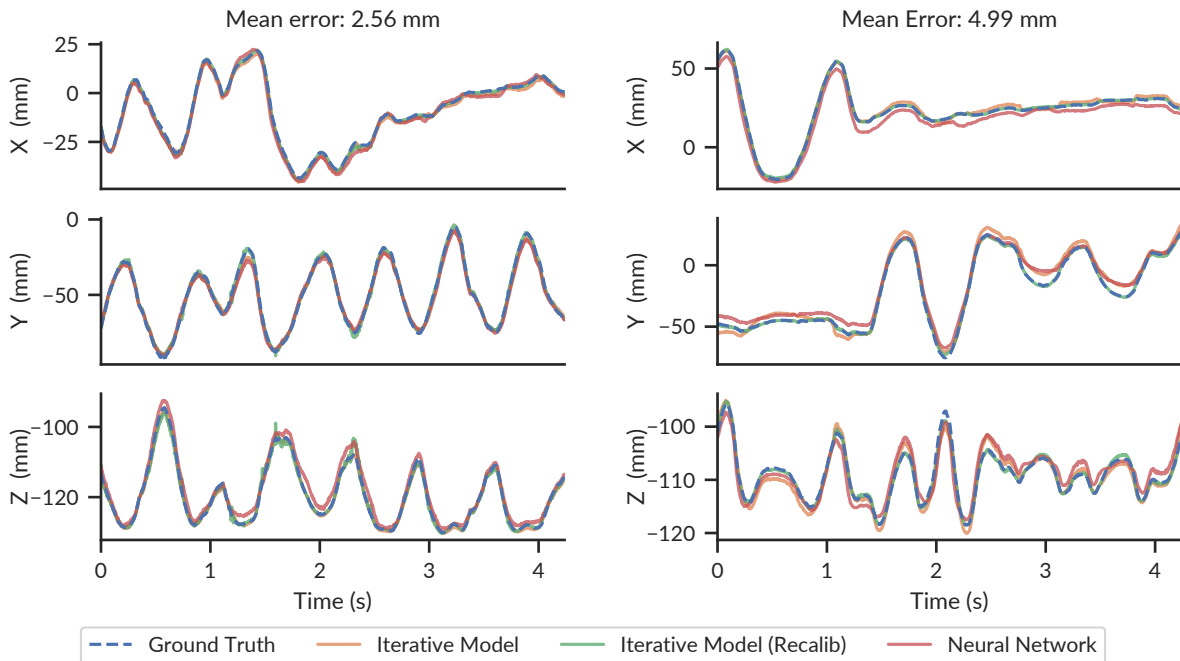 Mean error: 2.56 mm
Mean Error: 4.99 mm
X (mm)
25
0
−25
X (mm)
50
0
Y (mm)
0
−50
Y (mm)
0
−50
Z (mm)
−100
−120
Z (mm)
−100
−110
−120
0 1 2 3 4
0 1 2 3 4
Time (s)
Time (s)
Ground Truth Iterative Model Iterative Model (Recalib) Neural Network